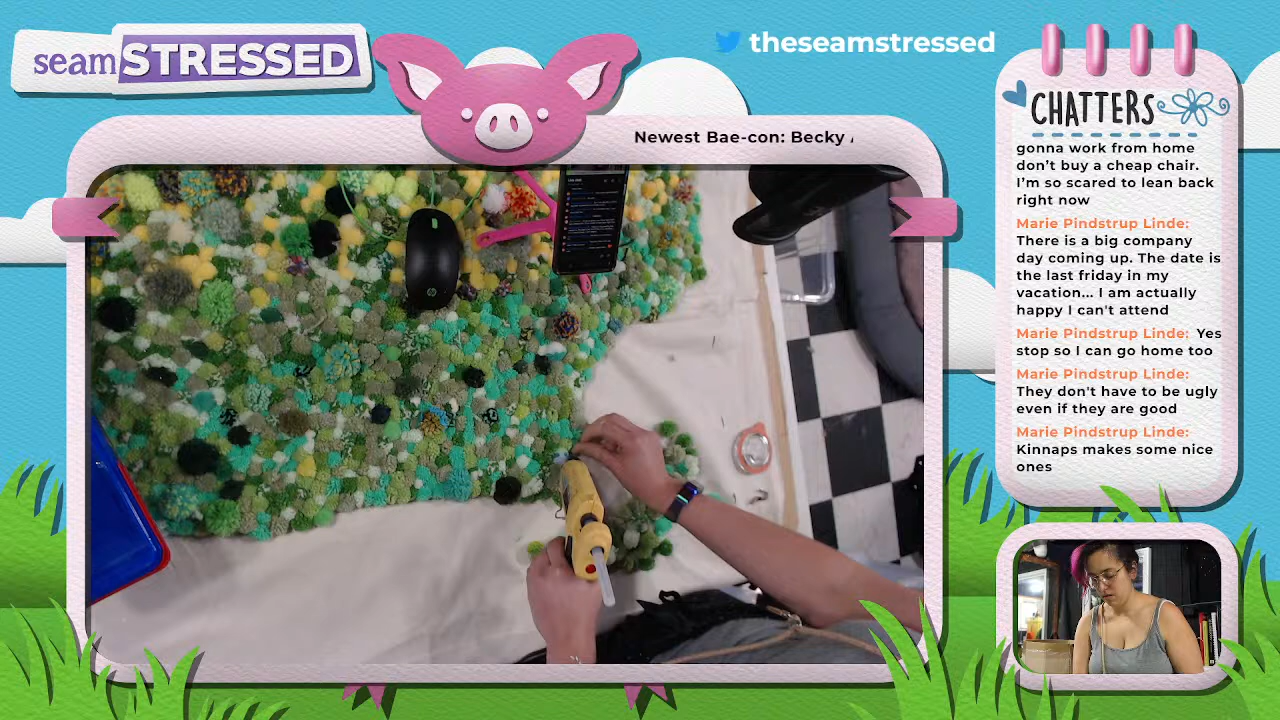 seamSTRESSED
theseamstressed
Newest Bae-con: Becky
CHATTERS
gonna work from home
don't buy a cheap chair.
I'm so scared to lean back
right now
Marie Pindstrup Linde:
There is a big company
day coming up. The date is
the last friday in my
vacation... I am actually
happy I can't attend
Marie Pindstrup Linde: Yes
stop so I can go home too
Marie Pindstrup Linde:
They don't have to be ugly
even if they are good
Marie Pindstrup Linde:
Kinnaps makes some nice
ones